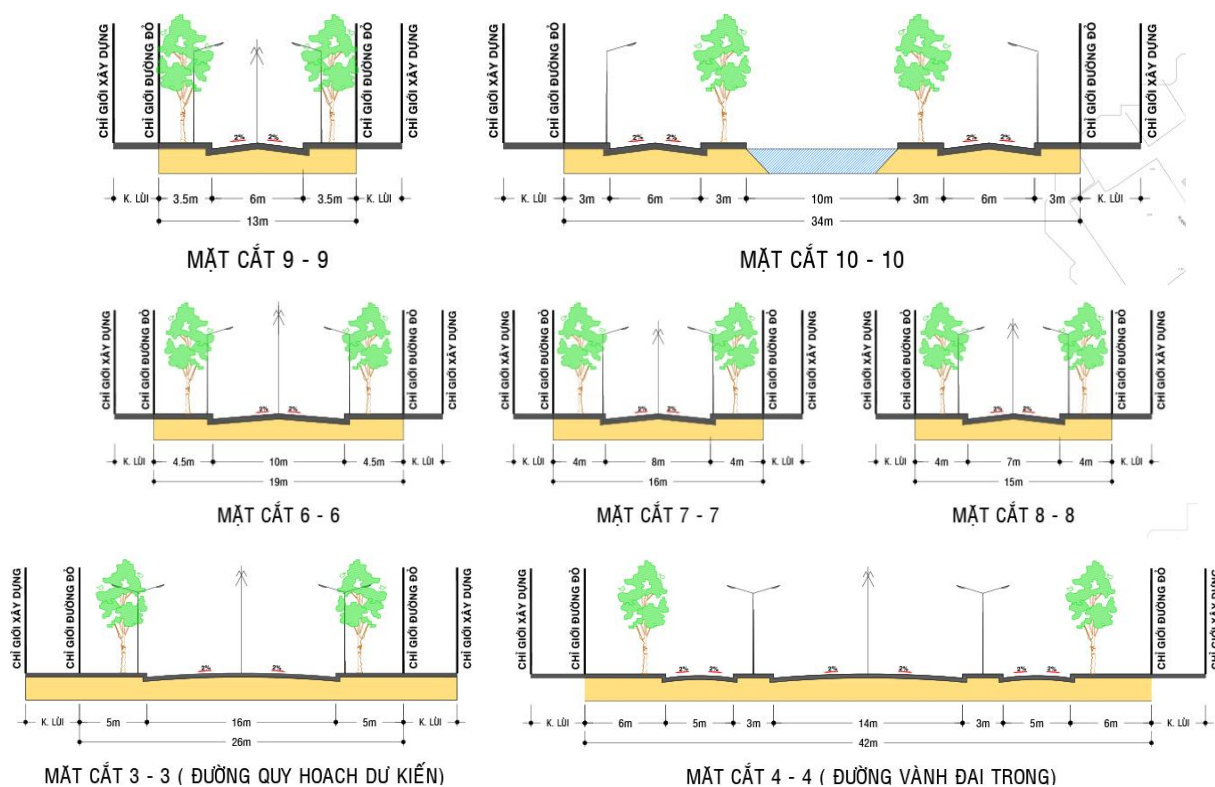 CHỈ GIỚI XÂY DỰNG
CHỈ GIỚI ĐƯỜNG ĐỎ
2%
2%
CHỈ GIỚI ĐƯỜNG ĐỎ
CHỈ GIỚI XÂY DỰNG
K. LÙI 3.5m 6m 3.5m K. LÙI
13m
MẶT CẮT 9 - 9
CHỈ GIỚI XÂY DỰNG
CHỈ GIỚI ĐƯỜNG ĐỎ
2% 2%
2% 2%
CHỈ GIỚI ĐƯỜNG ĐỎ
CHỈ GIỚI XÂY DỰNG
K. LÙI 3m 6m 3m 10m 3m 6m 3m K. LÙI
34m
MẶT CẮT 10 - 10
CHỈ GIỚI XÂY DỰNG
CHỈ GIỚI ĐƯỜNG ĐỎ
2% 2%
CHỈ GIỚI ĐƯỜNG ĐỎ
CHỈ GIỚI XÂY DỰNG
K. LÙI 4.5m 10m 4.5m K. LÙI
19m
MẶT CẮT 6 - 6
CHỈ GIỚI XÂY DỰNG
CHỈ GIỚI ĐƯỜNG ĐỎ
2% 2%
CHỈ GIỚI ĐƯỜNG ĐỎ
CHỈ GIỚI XÂY DỰNG
K. LÙI 4m 8m 4m K. LÙI
16m
MẶT CẮT 7 - 7
CHỈ GIỚI XÂY DỰNG
CHỈ GIỚI ĐƯỜNG ĐỎ
2% 2%
CHỈ GIỚI ĐƯỜNG ĐỎ
CHỈ GIỚI XÂY DỰNG
K. LÙI 4m 7m 4m K. LÙI
15m
MẶT CẮT 8 - 8
CHỈ GIỚI XÂY DỰNG
CHỈ GIỚI ĐƯỜNG ĐỎ
2% 2%
CHỈ GIỚI ĐƯỜNG ĐỎ
CHỈ GIỚI XÂY DỰNG
K. LÙI 5m 16m 5m K. LÙI
26m
MẶT CẮT 3 - 3 ( ĐƯỜNG QUY HOẠCH DỰ KIẾN)
CHỈ GIỚI XÂY DỰNG
CHỈ GIỚI ĐƯỜNG ĐỎ
2% 2%
2% 2%
2% 2%
CHỈ GIỚI ĐƯỜNG ĐỎ
CHỈ GIỚI XÂY DỰNG
K. LÙI 6m 5m 3m 14m 3m 5m 6m K. LÙI
42m
MẶT CẮT 4 - 4 ( ĐƯỜNG VÀNH ĐAI TRONG)